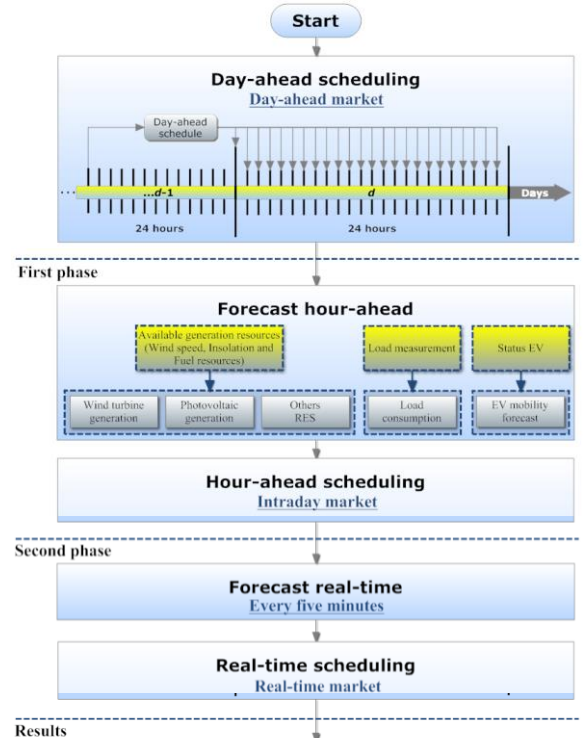 Start
Day-ahead scheduling
Day-ahead market
Day-ahead
schedule
...d-1
d
Days
24 hours
24 hours
First phase
Forecast hour-ahead
Available generation resources
(Wind speed, Insolation and
Fuel resources)
Load measurement
Status EV
Wind turbine
generation
Photovoltaic
generation
Others
RES
Load
consumption
EV mobility
forecast
Hour-ahead scheduling
Intraday market
Second phase
Forecast real-time
Every five minutes
Real-time scheduling
Real-time market
Results